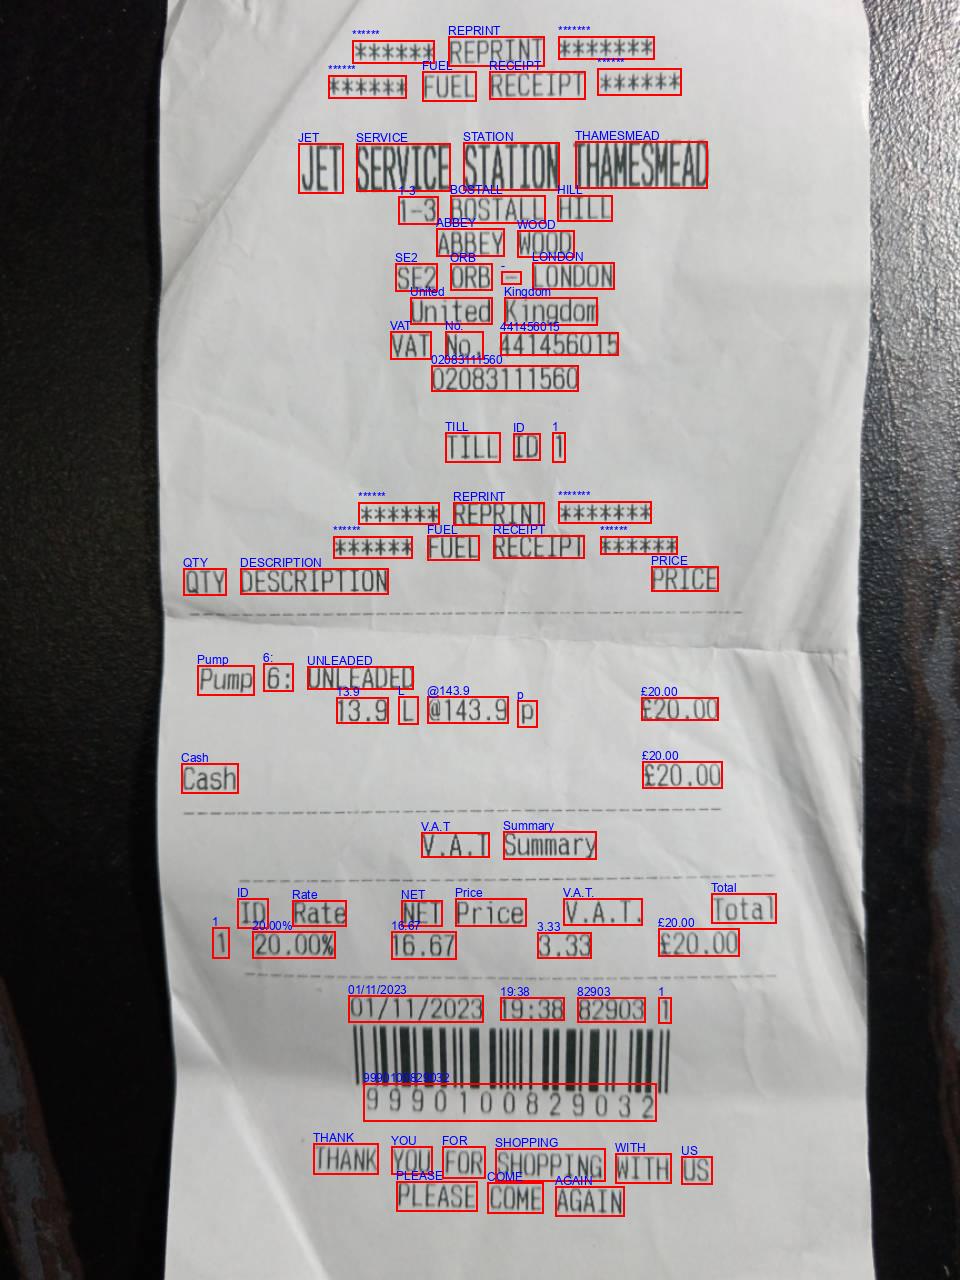 ****** REPRINT *******
****** FUEL RECEIPT ******
JET SERVICE STATION THAMESMEAD
1-3 BOSTALL HILL
ABBEY WOOD
SE2 ORB - LONDON
United Kingdom
VAT No. 441456015
02083111560
TILL ID 1
****** REPRINT *******
****** FUEL RECEIPT ******
QTY DESCRIPTION PRICE
Pump 6: UNLEADED
13.9 L @143.9 p £20.00
Cash £20.00
V.A.T Summary
ID Rate NET Price V.A.T. Total
1 20.00% 16.67 3.33 £20.00
01/11/2023 19:38 82903 1
9990100829032
THANK YOU FOR SHOPPING WITH US
PLEASE COME AGAIN